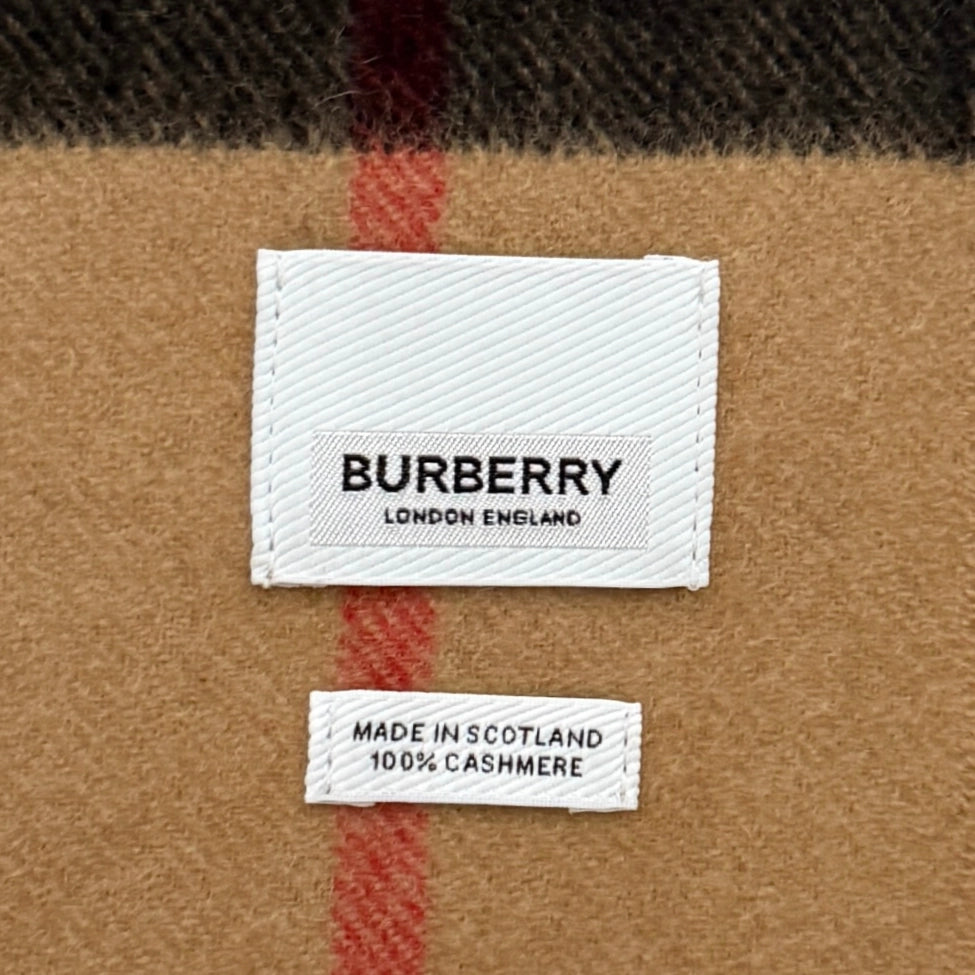 BURBERRY
LONDON ENGLAND
MADE IN SCOTLAND
100% CASHMERE